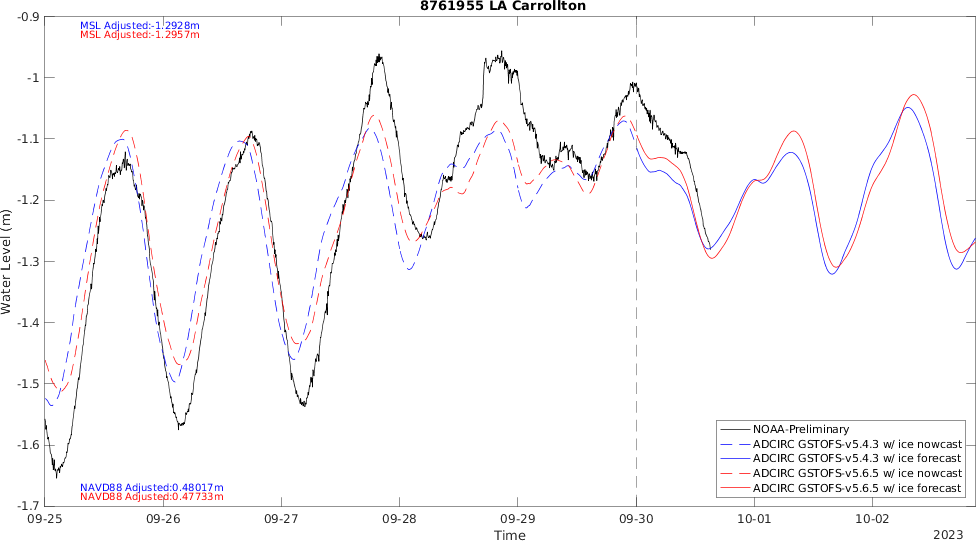 8761955 LA Carrollton
MSL Adjusted:-1.2928m
MSL Adjusted:-1.2957m
-0.9
-1
-1.1
-1.2
-1.3
-1.4
-1.5
-1.6
-1.7
Water Level (m)
NAVD88 Adjusted:0.48017m
NAVD88 Adjusted:0.47733m
NOAA-Preliminary
ADCIRC GSTOFS-v5.4.3 w/ ice nowcast
ADCIRC GSTOFS-v5.4.3 w/ ice forecast
ADCIRC GSTOFS-v5.6.5 w/ ice nowcast
ADCIRC GSTOFS-v5.6.5 w/ ice forecast
09-25 09-26 09-27 09-28 09-29 09-30 10-01 10-02
Time
2023